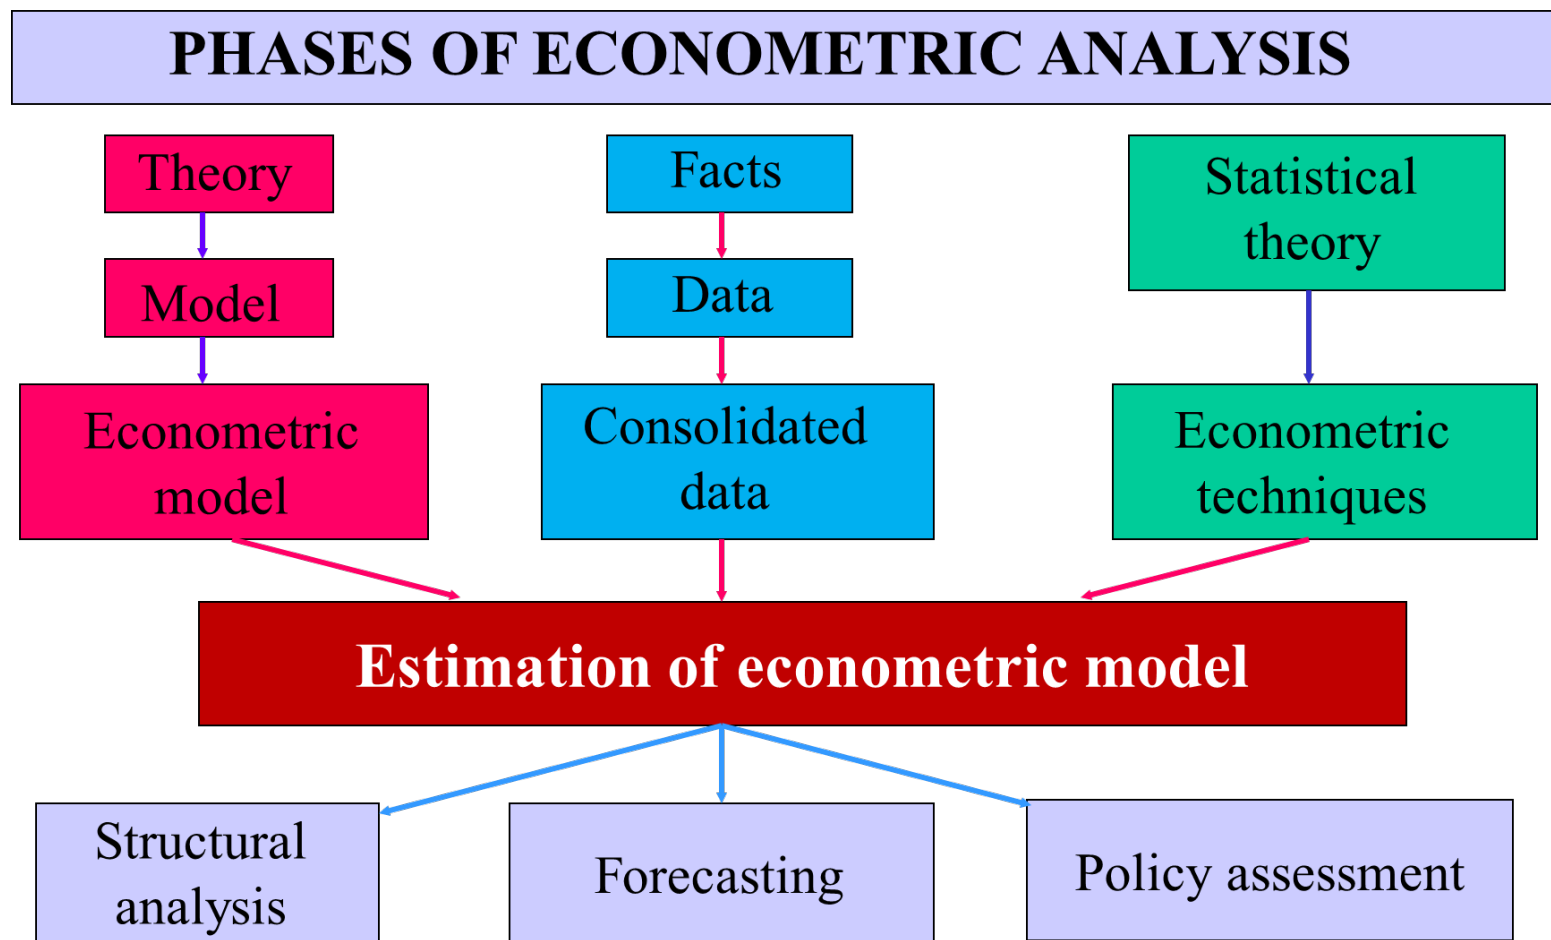 PHASES OF ECONOMETRIC ANALYSIS
Theory
Facts
Statistical
theory
Model
Data
Econometric
model
Consolidated
data
Econometric
techniques
Estimation of econometric model
Structural
analysis
Forecasting
Policy assessment